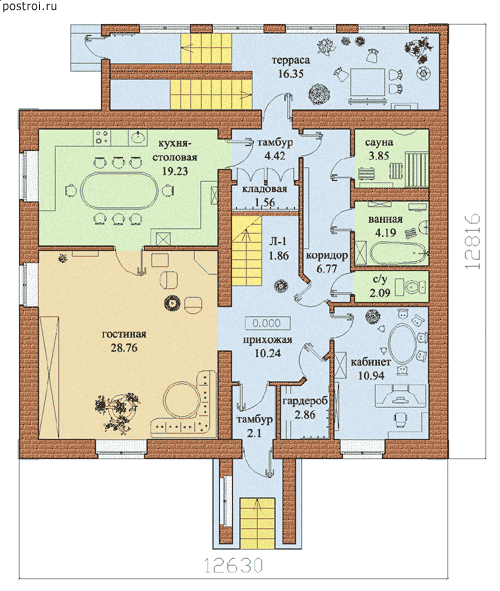 postroi.ru
терраса
16.35
кухня-
столовая
19.23
тамбур
4.42
сауна
3.85
кладовая
1.56
ванная
4.19
Л-1
1.86
коридор
6.77
с/у
2.09
гостиная
28.76
0.000
прихожая
10.24
кабинет
10.94
гардероб
2.86
тамбур
2.1
12816
12630